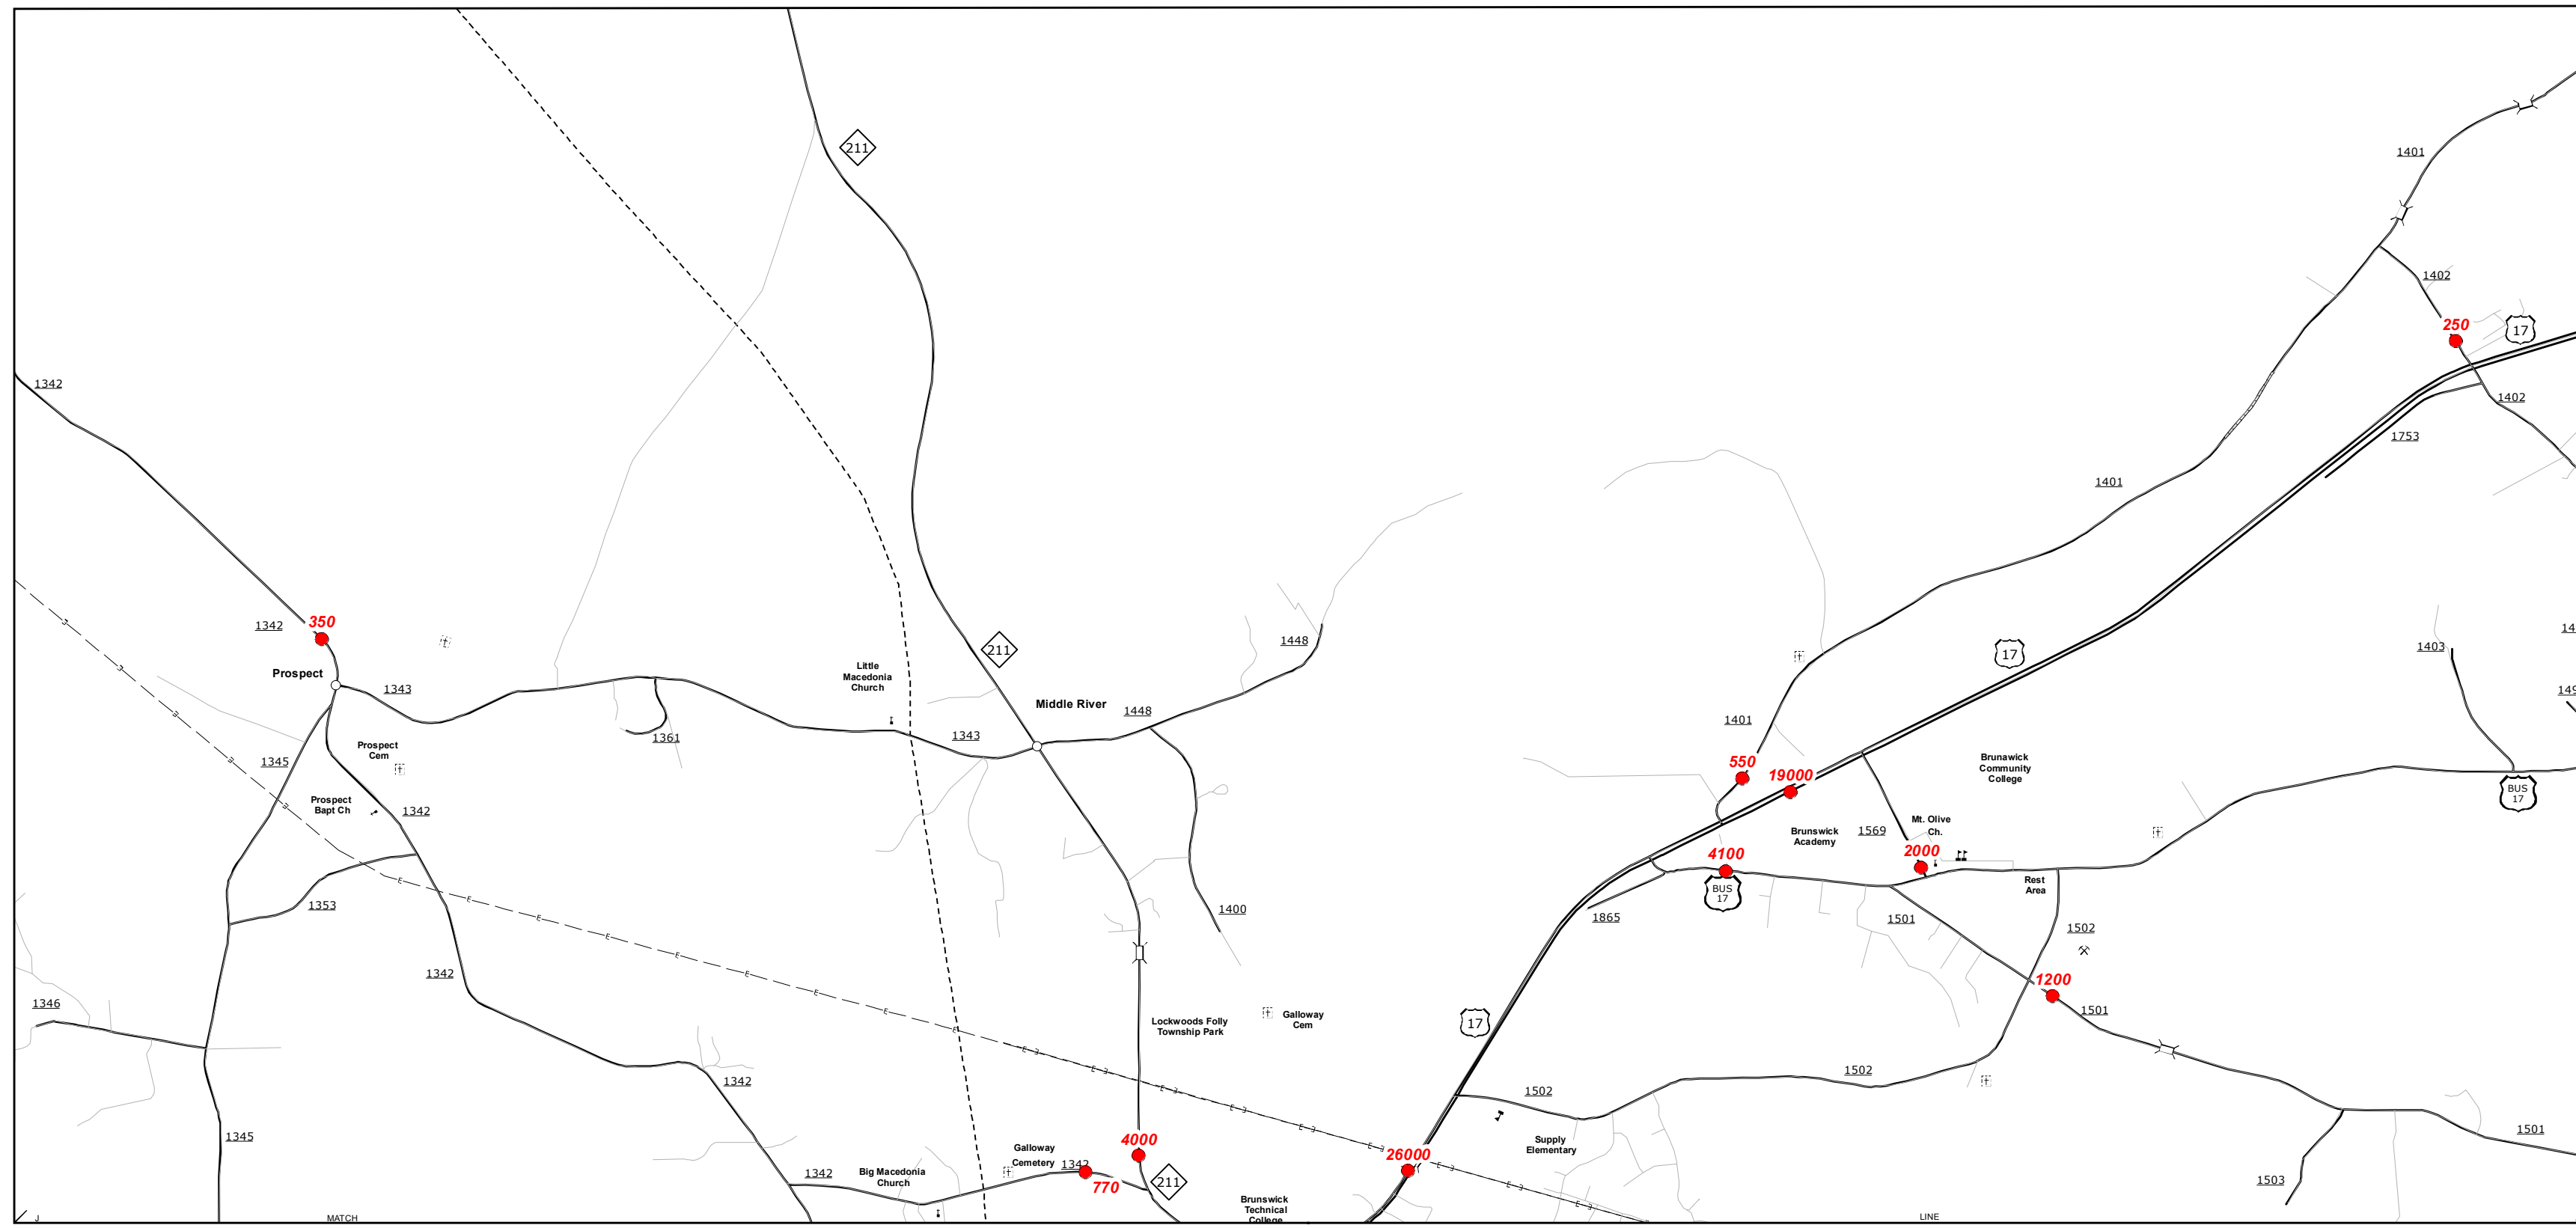 211
1401
1402
250
17
1342
1402
1753
1401
350
1342
1448
1403
17
Prospect
Little
Macedonia
Church
211
1343
Middle River
1448
1401
1343
1361
Prospect
Cem
1345
550
19000
Brunawick
Community
College
BUS
17
Prospect
Bapt Ch
1342
1569
Mt. Olive
Ch.
Brunswick
Academy
4100
2000
BUS
17
Rest
Area
1353
1400
1865
1501
1502
1342
1200
1346
1501
Lockwoods Folly
Township Park
Galloway
Cem
17
1342
1502
1502
1345
4000
Galloway
Cemetery
1342
770
211
26000
Supply
Elementary
1501
1342
Big Macedonia
Church
1503
Brunswick
Technical
College
J
MATCH
LINE
E
E
E
E
E
E
E
E
E